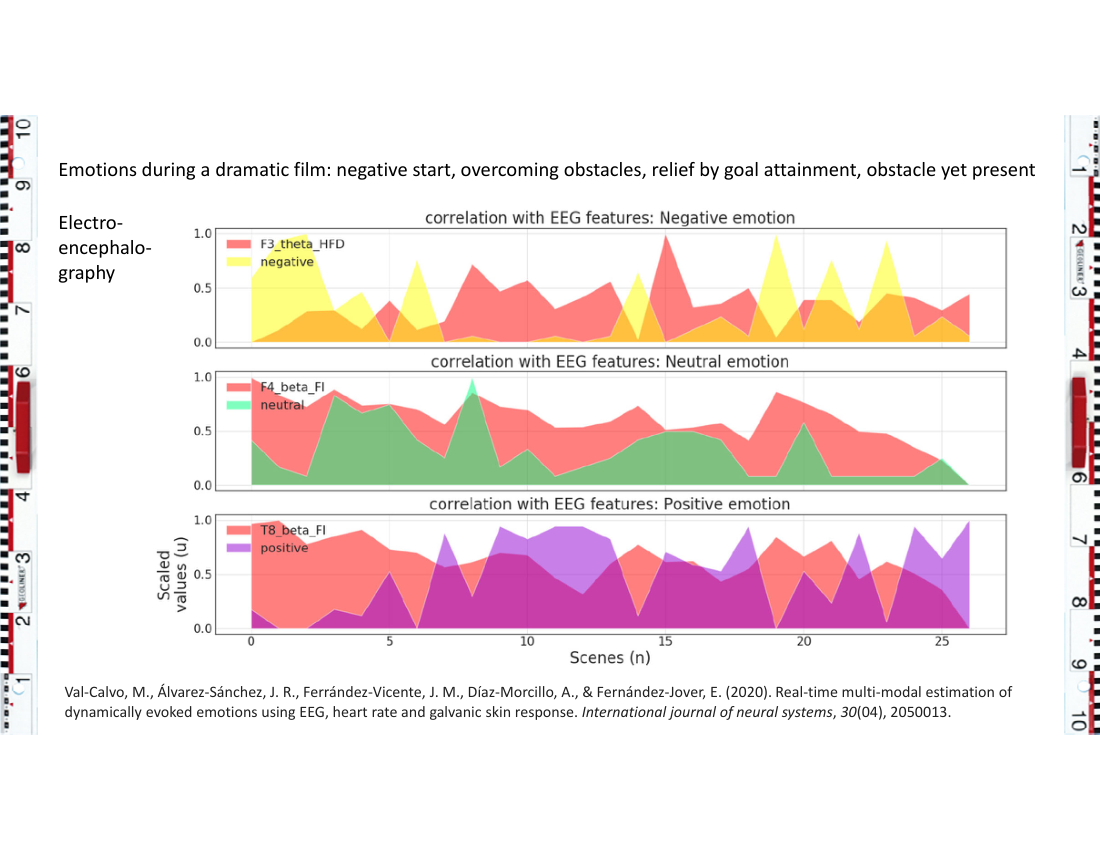 Emotions during a dramatic film: negative start, overcoming obstacles, relief by goal attainment, obstacle yet present
Electro-
encephalo-
graphy
correlation with EEG features: Negative emotion
1.0
0.5
0.0
F3_theta_HFD
negative
correlation with EEG features: Neutral emotion
1.0
0.5
0.0
F4_beta_FI
neutral
correlation with EEG features: Positive emotion
1.0
0.5
0.0
T8_beta_FI
positive
Scaled
values (u)
0 5 10 15 20 25
Scenes (n)
Val-Calvo, M., Álvarez-Sánchez, J. R., Ferrández-Vicente, J. M., Díaz-Morcillo, A., & Fernández-Jover, E. (2020). Real-time multi-modal estimation of
dynamically evoked emotions using EEG, heart rate and galvanic skin response. International journal of neural systems, 30(04), 2050013.
10
9
8
7
6
4
3
GEOLINER
2
1
1
2
GEOLINER
3
4
6
7
8
9
10